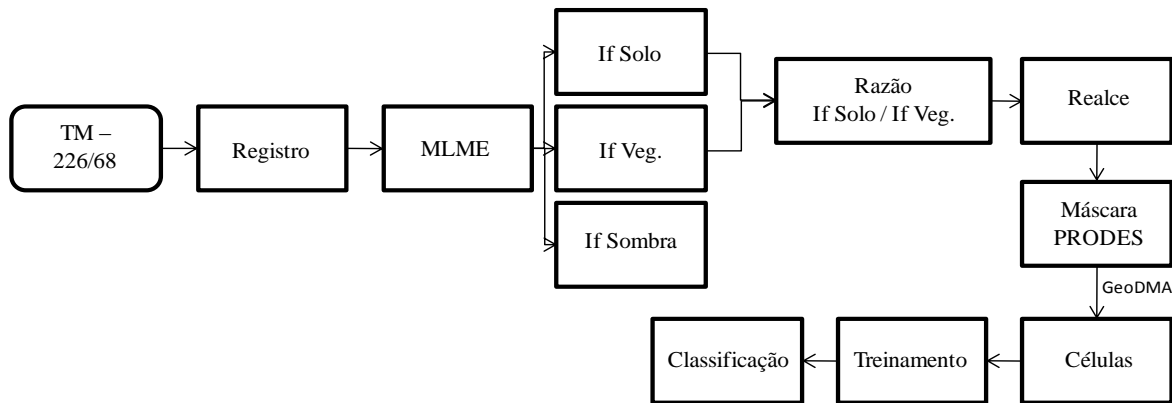 TM –
226/68
Registro
MLME
If Solo
If Veg.
If Sombra
Razão
If Solo / If Veg.
Realce
Máscara
PRODES
GeoDMA
Células
Treinamento
Classificação